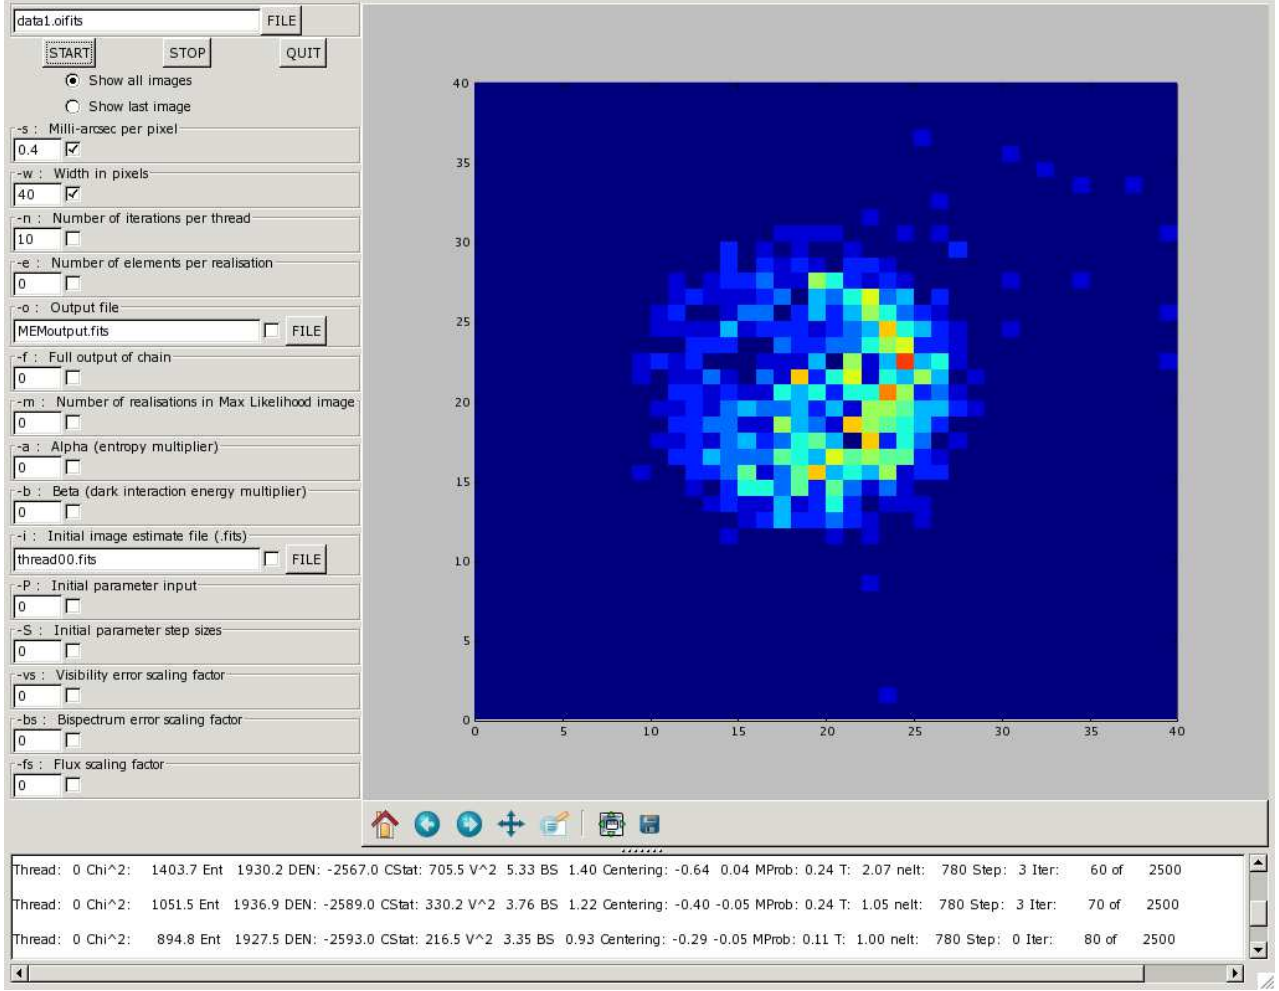 data1.oifits FILE
START STOP QUIT
Show all images
Show last image
-s : Milli-arcsec per pixel
0.4
-w : Width in pixels
40
-n : Number of iterations per thread
10
-e : Number of elements per realisation
0
-o : Output file
MEMoutput.fits FILE
-f : Full output of chain
0
-m : Number of realisations in Max Likelihood image
0
-a : Alpha (entropy multiplier)
0
-b : Beta (dark interaction energy multiplier)
0
-i : Initial image estimate file (.fits)
thread00.fits FILE
-P : Initial parameter input
0
-S : Initial parameter step sizes
0
-vs : Visibility error scaling factor
0
-bs : Bispectrum error scaling factor
0
-fs : Flux scaling factor
0
40
35
30
25
20
15
10
5
0
0 5 10 15 20 25 30 35 40
Thread: 0 Chi^2: 1403.7 Ent 1930.2 DEN: -2567.0 CStat: 705.5 V^2 5.33 BS 1.40 Centering: -0.64 0.04 MProb: 0.24 T: 2.07 nelt: 780 Step: 3 Iter: 60 of 2500
Thread: 0 Chi^2: 1051.5 Ent 1936.9 DEN: -2589.0 CStat: 330.2 V^2 3.76 BS 1.22 Centering: -0.40 -0.05 MProb: 0.24 T: 1.05 nelt: 780 Step: 3 Iter: 70 of 2500
Thread: 0 Chi^2: 894.8 Ent 1927.5 DEN: -2593.0 CStat: 216.5 V^2 3.35 BS 0.93 Centering: -0.29 -0.05 MProb: 0.11 T: 1.00 nelt: 780 Step: 0 Iter: 80 of 2500